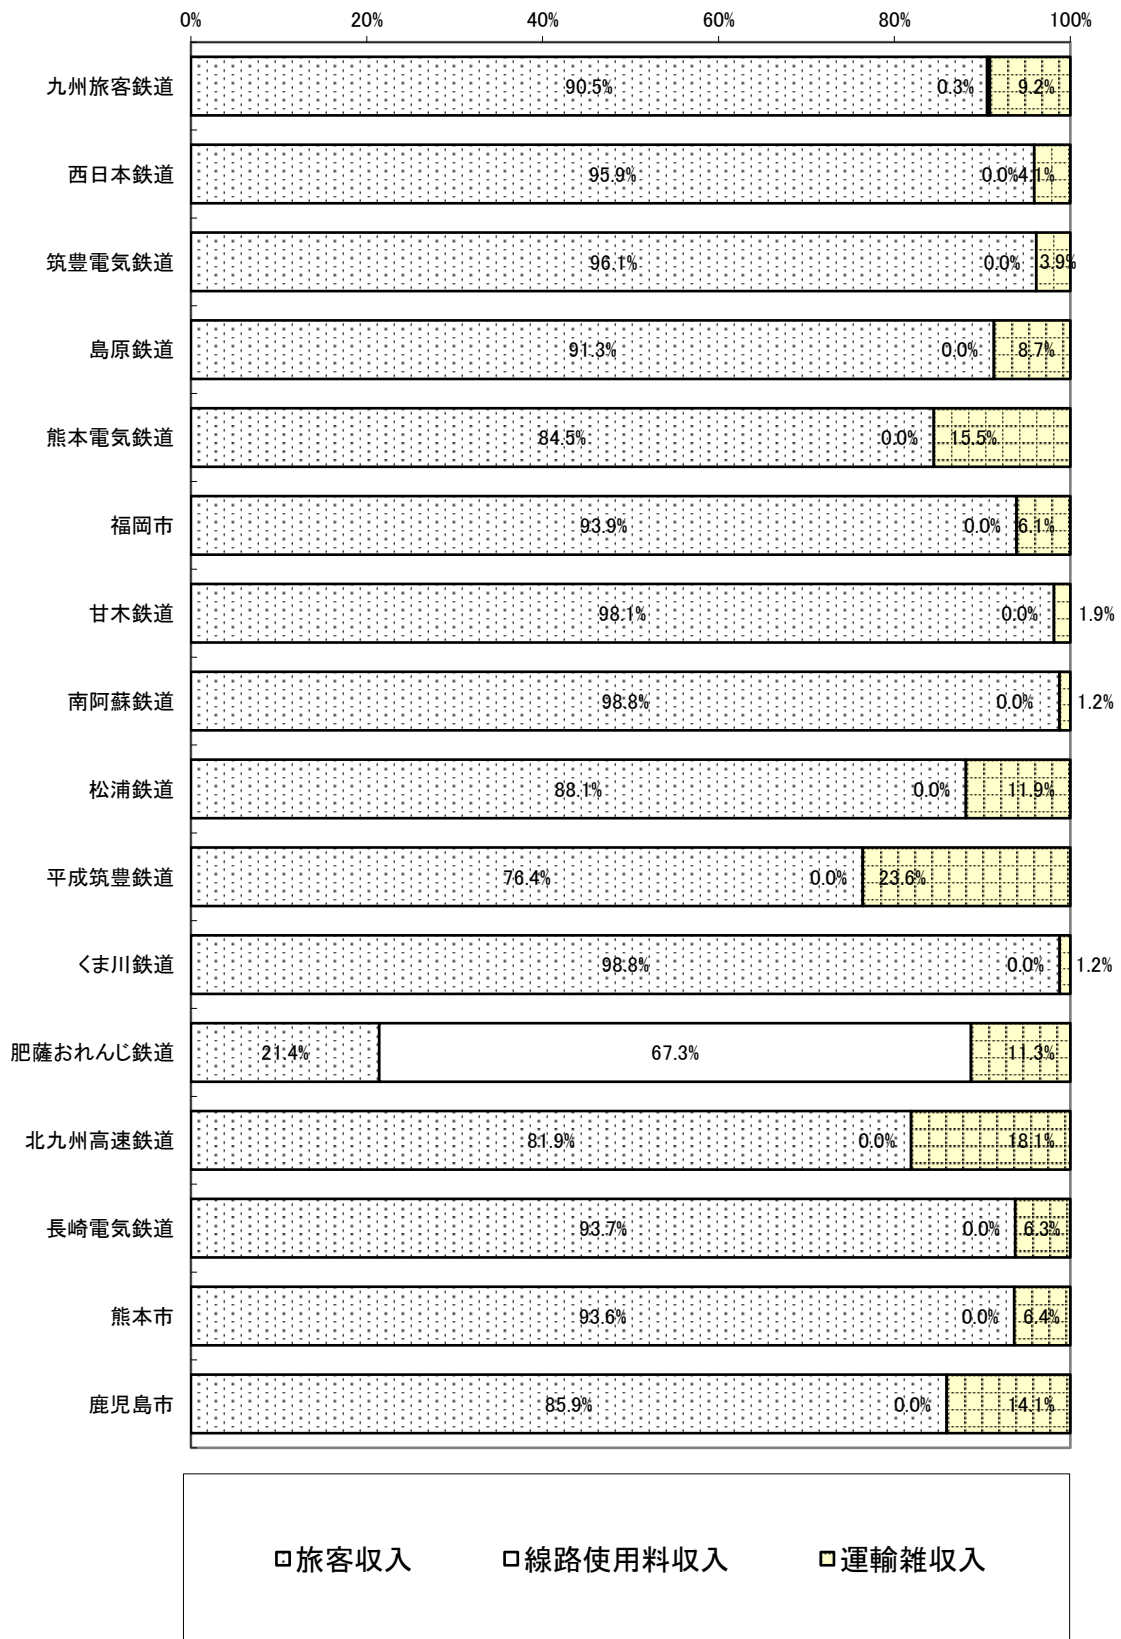 0% 20% 40% 60% 80% 100%
九州旅客鉄道 90.5% 0.3% 9.2%
西日本鉄道 95.9% 0.0% 4.1%
筑豊電気鉄道 96.1% 0.0% 3.9%
島原鉄道 91.3% 0.0% 8.7%
熊本電気鉄道 84.5% 0.0% 15.5%
福岡市 93.9% 0.0% 6.1%
甘木鉄道 98.1% 0.0% 1.9%
南阿蘇鉄道 98.8% 0.0% 1.2%
松浦鉄道 88.1% 0.0% 11.9%
平成筑豊鉄道 76.4% 0.0% 23.6%
くま川鉄道 98.8% 0.0% 1.2%
肥薩おれんじ鉄道 21.4% 67.3% 11.3%
北九州高速鉄道 81.9% 0.0% 18.1%
長崎電気鉄道 93.7% 0.0% 6.3%
熊本市 93.6% 0.0% 6.4%
鹿児島市 85.9% 0.0% 14.1%
旅客収入 線路使用料収入 運輸雑収入